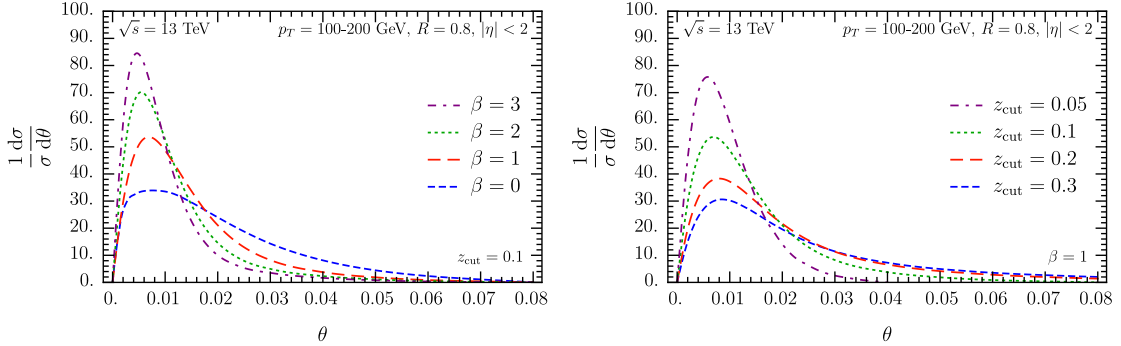 √s = 13 TeV
p_T = 100–200 GeV, R = 0.8, |η| < 2
90.
80.
70.
60.
50.
40.
30.
20.
10.
0.
1/σ dσ/dθ
β = 3
β = 2
β = 1
β = 0
z_cut = 0.1
0. 0.01 0.02 0.03 0.04 0.05 0.06 0.07 0.08
θ
√s = 13 TeV
p_T = 100–200 GeV, R = 0.8, |η| < 2
100.
90.
80.
70.
60.
50.
40.
30.
20.
10.
0.
1/σ dσ/dθ
z_cut = 0.05
z_cut = 0.1
z_cut = 0.2
z_cut = 0.3
β = 1
0. 0.01 0.02 0.03 0.04 0.05 0.06 0.07 0.08
θ